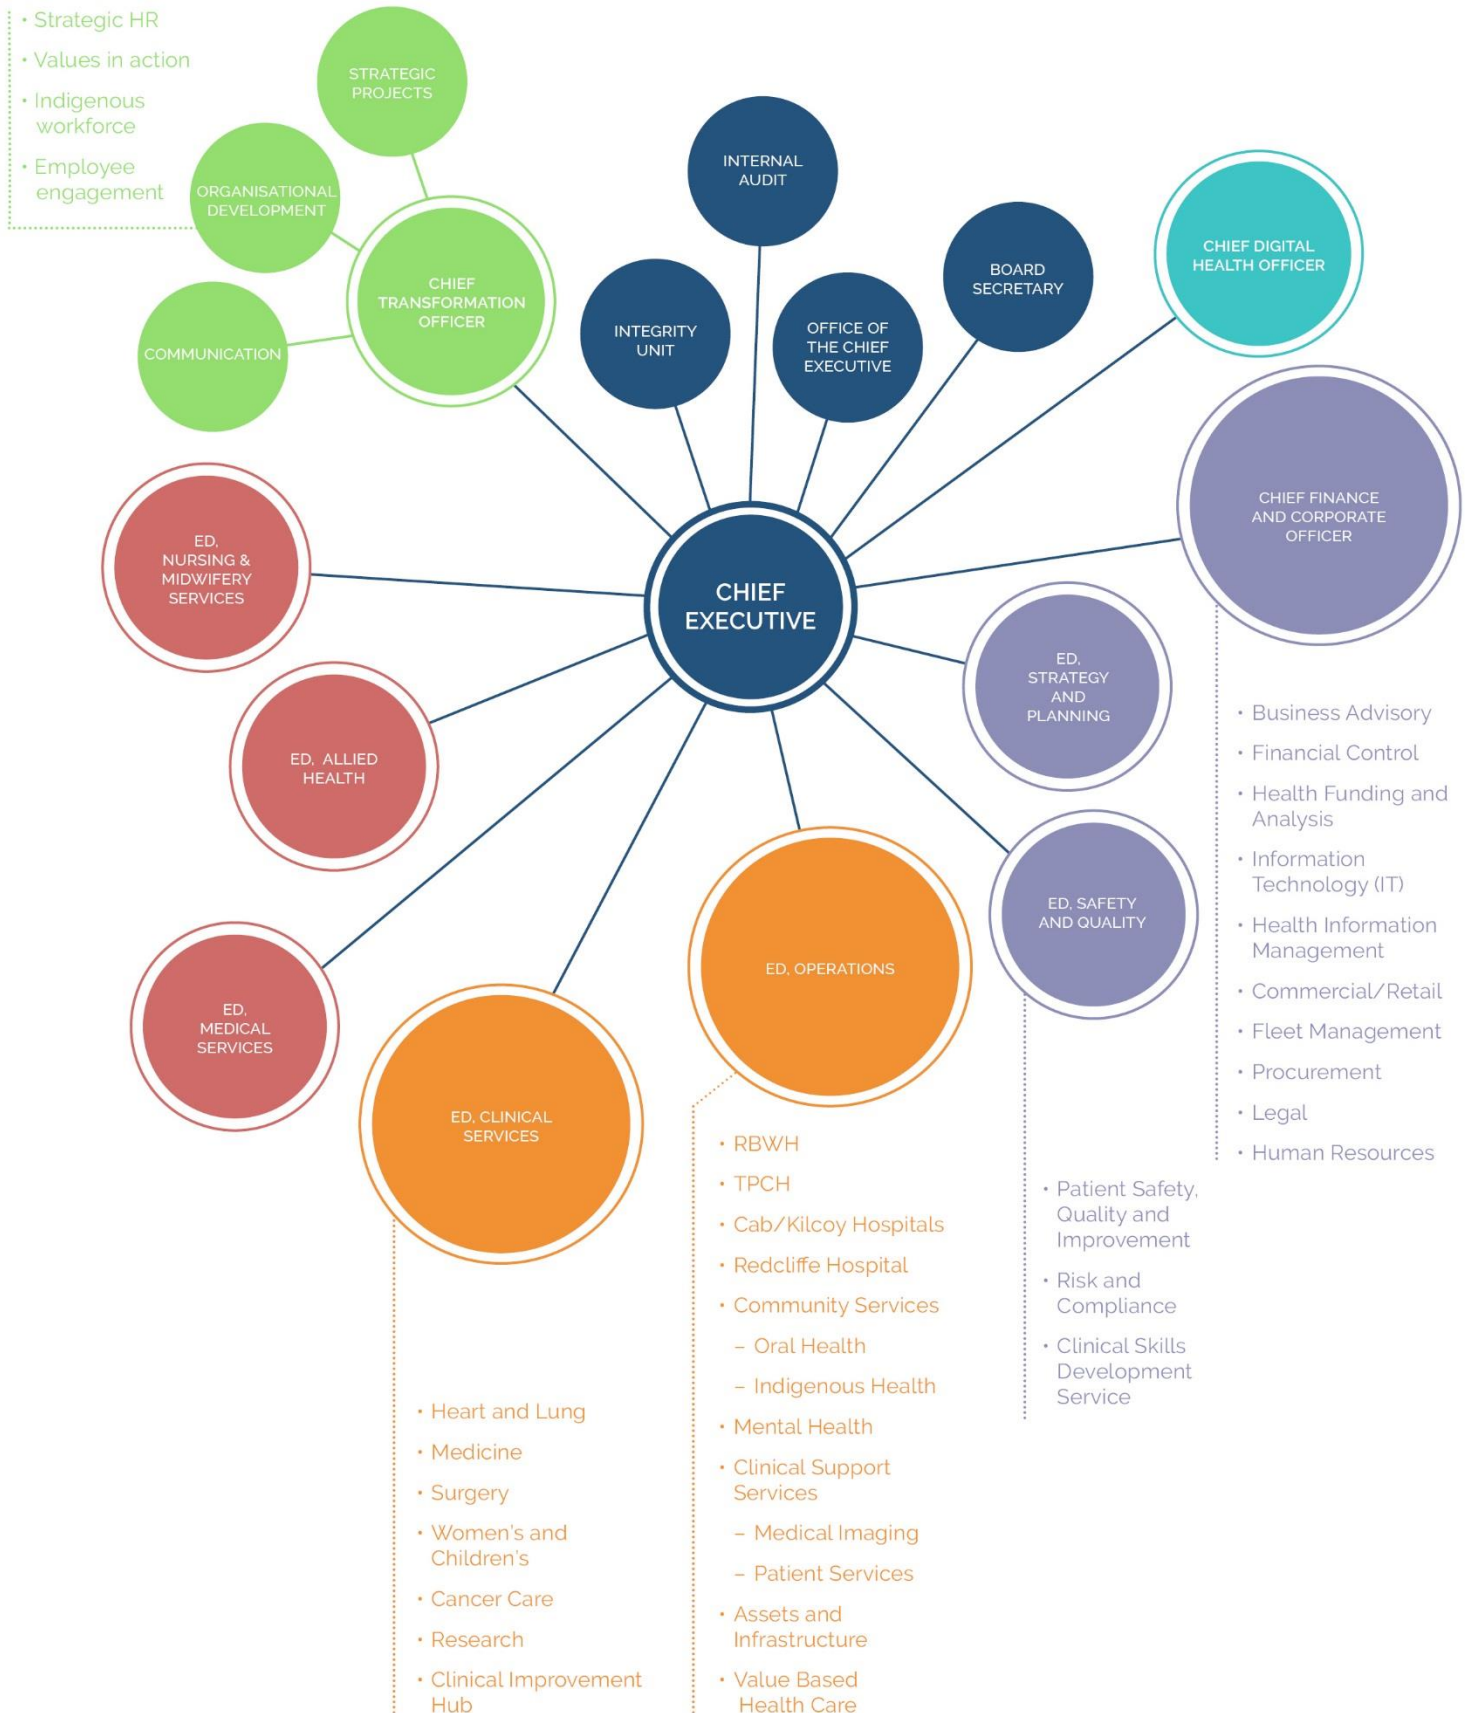 • Strategic HR
• Values in action
• Indigenous
workforce
• Employee
engagement
STRATEGIC
PROJECTS
ORGANISATIONAL
DEVELOPMENT
COMMUNICATION
CHIEF
TRANSFORMATION
OFFICER
INTEGRITY
UNIT
INTERNAL
AUDIT
OFFICE OF
THE CHIEF
EXECUTIVE
BOARD
SECRETARY
CHIEF DIGITAL
HEALTH OFFICER
CHIEF FINANCE
AND CORPORATE
OFFICER
ED,
NURSING &
MIDWIFERY
SERVICES
CHIEF
EXECUTIVE
ED,
STRATEGY
AND
PLANNING
ED, ALLIED
HEALTH
ED,
MEDICAL
SERVICES
ED, CLINICAL
SERVICES
ED, OPERATIONS
ED, SAFETY
AND QUALITY
• Business Advisory
• Financial Control
• Health Funding and
Analysis
• Information
Technology (IT)
• Health Information
Management
• Commercial/Retail
• Fleet Management
• Procurement
• Legal
• Human Resources
• Patient Safety,
Quality and
Improvement
• Risk and
Compliance
• Clinical Skills
Development
Service
• RBWH
• TPCH
• Cab/Kilcoy Hospitals
• Redcliffe Hospital
• Community Services
– Oral Health
– Indigenous Health
• Mental Health
• Clinical Support
Services
– Medical Imaging
– Patient Services
• Assets and
Infrastructure
• Value Based
Health Care
• Heart and Lung
• Medicine
• Surgery
• Women's and
Children's
• Cancer Care
• Research
• Clinical Improvement
Hub